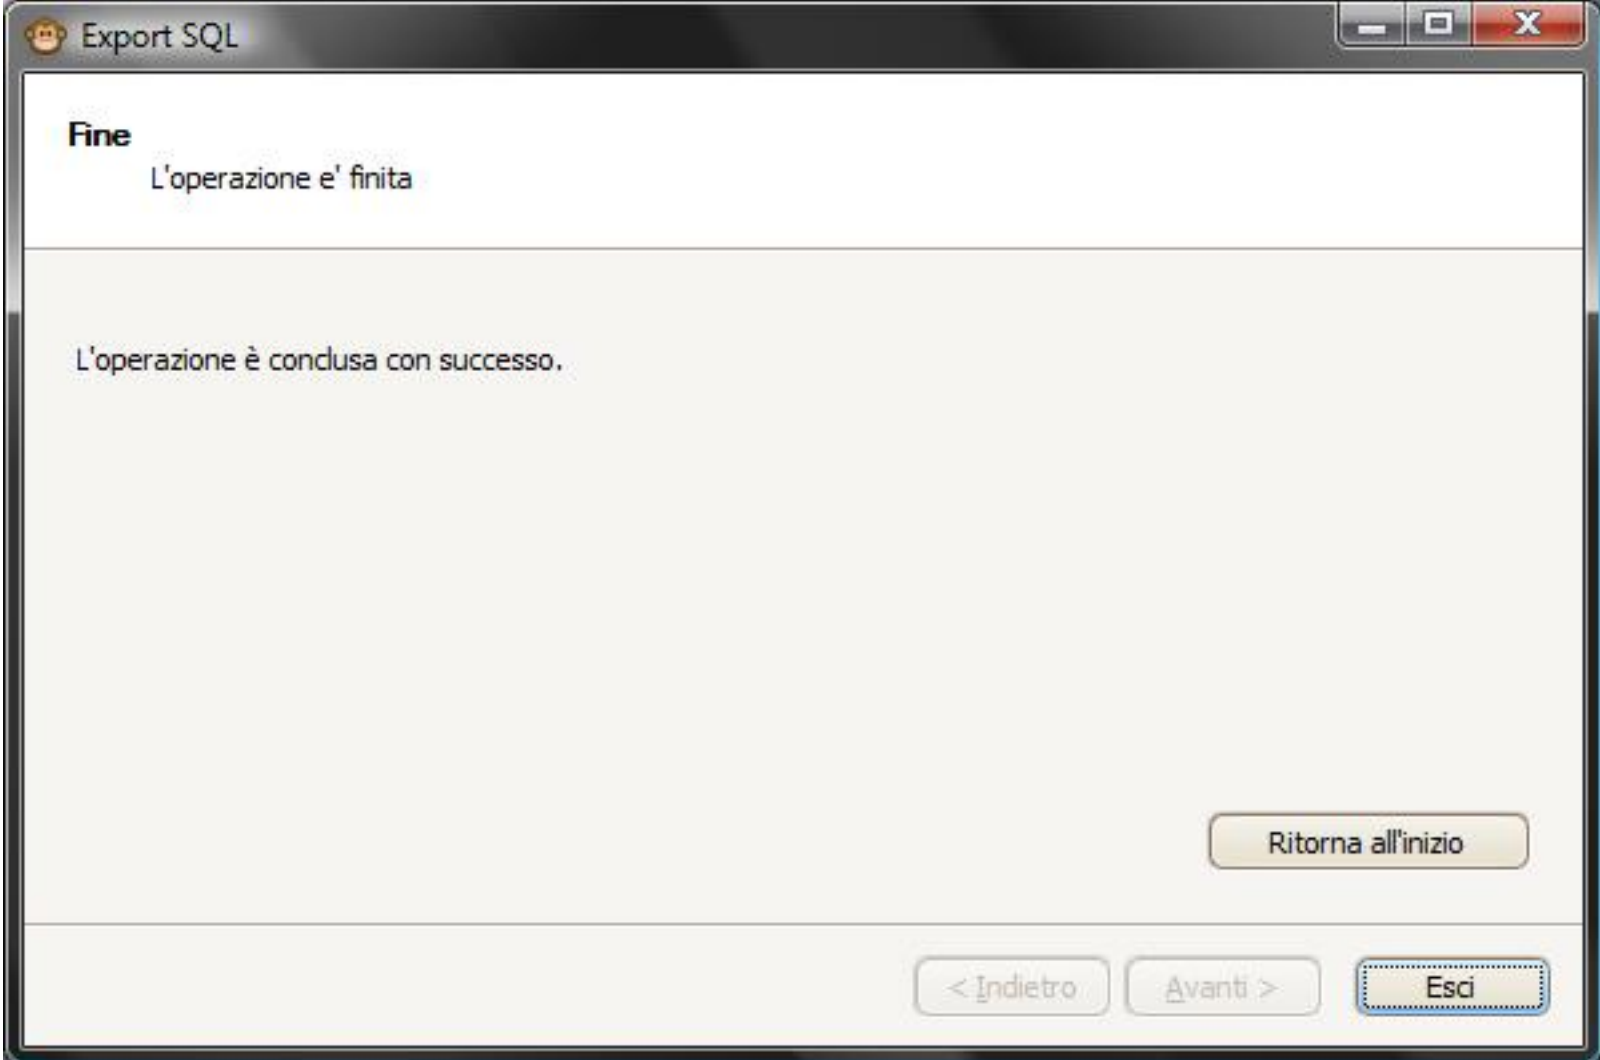 Export SQL
Fine
L'operazione e' finita
L'operazione è conclusa con successo.
Ritorna all'inizio
< Indietro
Avanti >
Esci